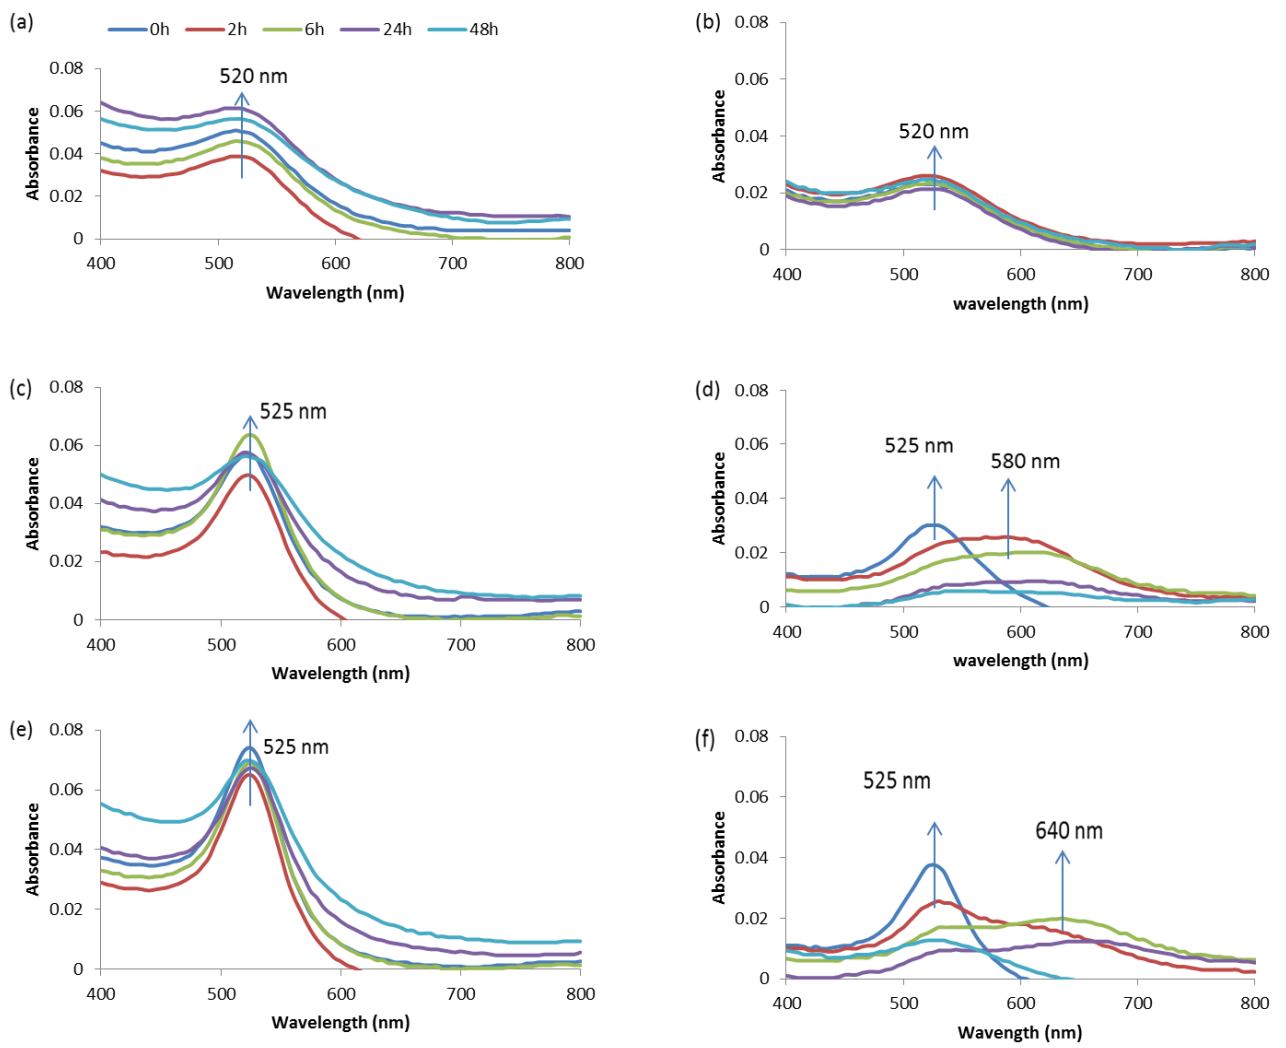 (a) 0h 2h 6h 24h 48h
0.08
0.06
0.04
0.02
0
Absorbance
520 nm
400 500 600 700 800
Wavelength (nm)
(b)
0.08
0.06
0.04
0.02
0
Absorbance
520 nm
400 500 600 700 800
wavelength (nm)
(c)
0.08
0.06
0.04
0.02
0
Absorbance
525 nm
400 500 600 700 800
Wavelength (nm)
(d)
0.08
0.06
0.04
0.02
0
Absorbance
525 nm
580 nm
400 500 600 700 800
wavelength (nm)
(e)
0.08
0.06
0.04
0.02
0
Absorbance
525 nm
400 500 600 700 800
Wavelength (nm)
(f)
0.08
0.06
0.04
0.02
0
Absorbance
525 nm
640 nm
400 500 600 700 800
Wavength (nm)